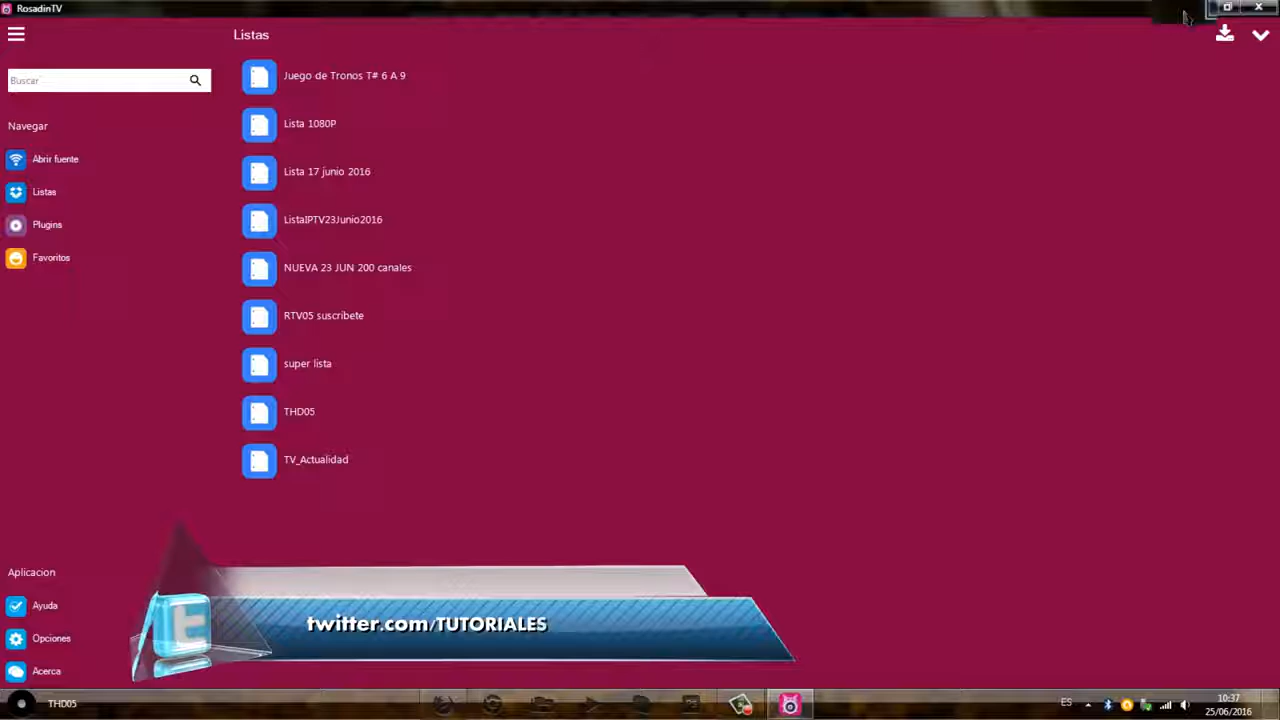 RosadinTV
Listas
Buscar
Navegar
Abrir fuente
Listas
Plugins
Favoritos
Juego de Tronos T# 6 A 9
Lista 1080P
Lista 17 junio 2016
ListaIPTV23Junio2016
NUEVA 23 JUN 200 canales
RTV05 suscribete
super lista
THD05
TV_Actualidad
Aplicacion
Ayuda
Opciones
Acerca
t
twitter.com/TUTORIALES
THD05
ES
10:37
25/06/2016